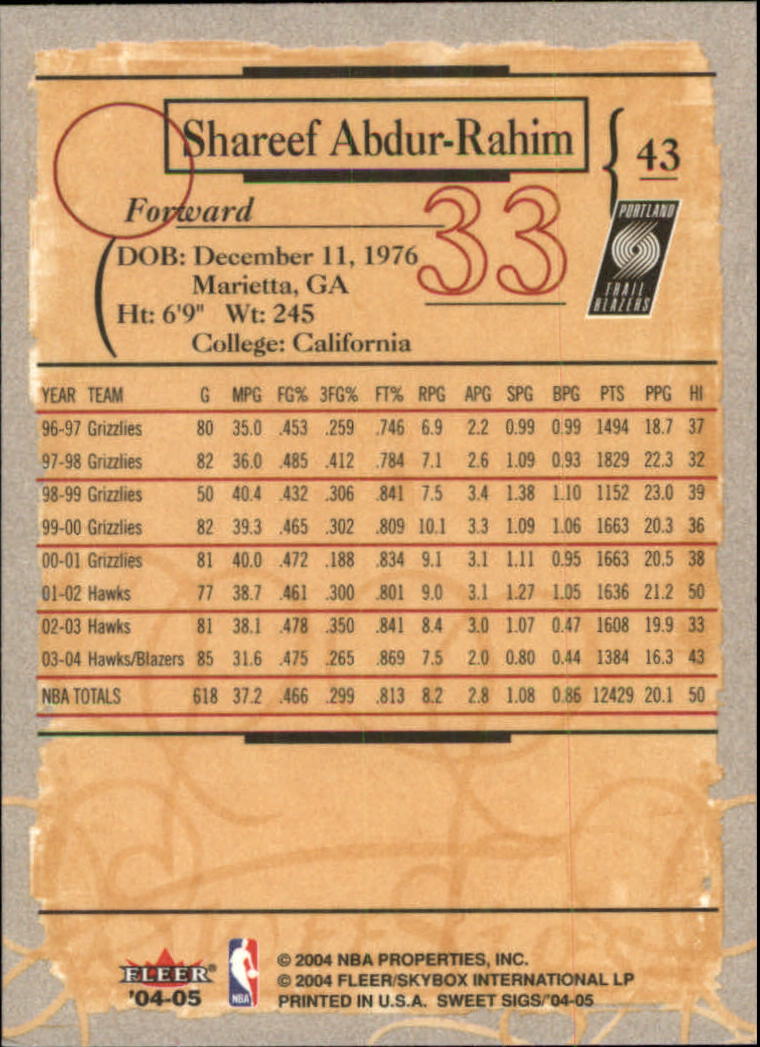 Shareef Abdur-Rahim
43
Forward
33
PORTLAND
TRAIL
BLAZERS
DOB: December 11, 1976
Marietta, GA
Ht: 6'9" Wt: 245
College: California
YEAR TEAM G MPG FG% 3FG% FT% RPG APG SPG BPG PTS PPG HI
96-97 Grizzlies 80 35.0 .453 .259 .746 6.9 2.2 0.99 0.99 1494 18.7 37
97-98 Grizzlies 82 36.0 .485 .412 .784 7.1 2.6 1.09 0.93 1829 22.3 32
98-99 Grizzlies 50 40.4 .432 .306 .841 7.5 3.4 1.38 1.10 1152 23.0 39
99-00 Grizzlies 82 39.3 .465 .302 .809 10.1 3.3 1.09 1.06 1663 20.3 36
00-01 Grizzlies 81 40.0 .472 .188 .834 9.1 3.1 1.11 0.95 1663 20.5 38
01-02 Hawks 77 38.7 .461 .300 .801 9.0 3.1 1.27 1.05 1636 21.2 50
02-03 Hawks 81 38.1 .478 .350 .841 8.4 3.0 1.07 0.47 1608 19.9 33
03-04 Hawks/Blazers 85 31.6 .475 .265 .869 7.5 2.0 0.80 0.44 1384 16.3 43
NBA TOTALS 618 37.2 .466 .299 .813 8.2 2.8 1.08 0.86 12429 20.1 50
FLEER®
'04-05
NBA
© 2004 NBA PROPERTIES, INC.
© 2004 FLEER/SKYBOX INTERNATIONAL LP
PRINTED IN U.S.A. SWEET SIGS/'04-05